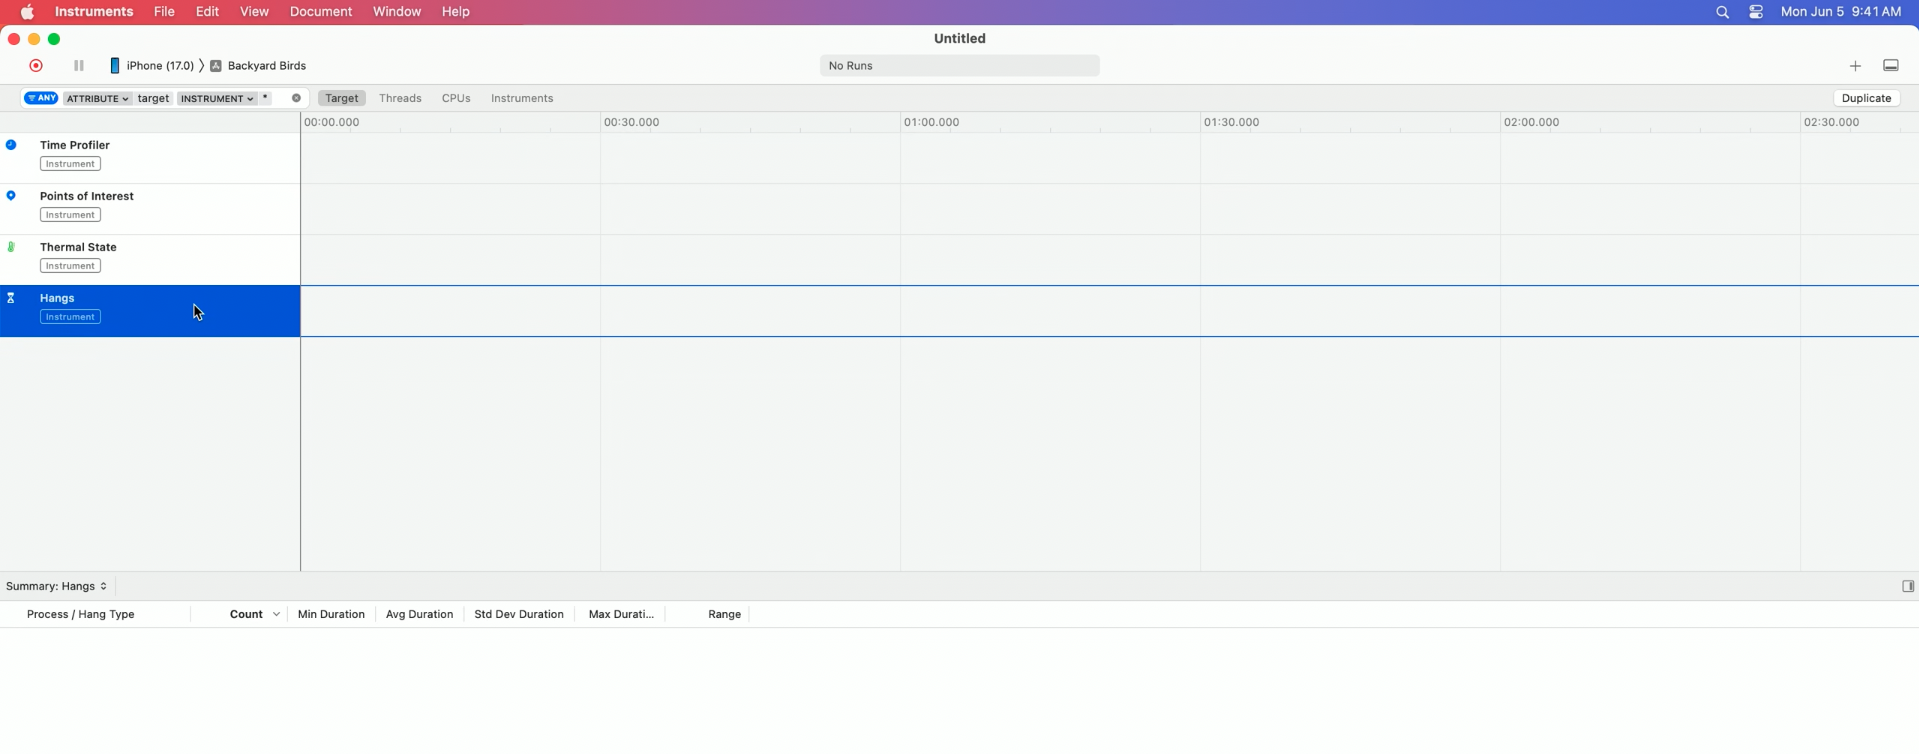 Instruments File Edit View Document Window Help Mon Jun 5 9:41 AM
Untitled
iPhone (17.0) 〉 Backyard Birds No Runs
ANY ATTRIBUTE target INSTRUMENT * Target Threads CPUs Instruments Duplicate
00:00.000 00:30.000 01:00.000 01:30.000 02:00.000 02:30.000
Time Profiler
Instrument
Points of Interest
Instrument
Thermal State
Instrument
Hangs
Instrument
Summary: Hangs
Process / Hang Type Count Min Duration Avg Duration Std Dev Duration Max Durati... Range